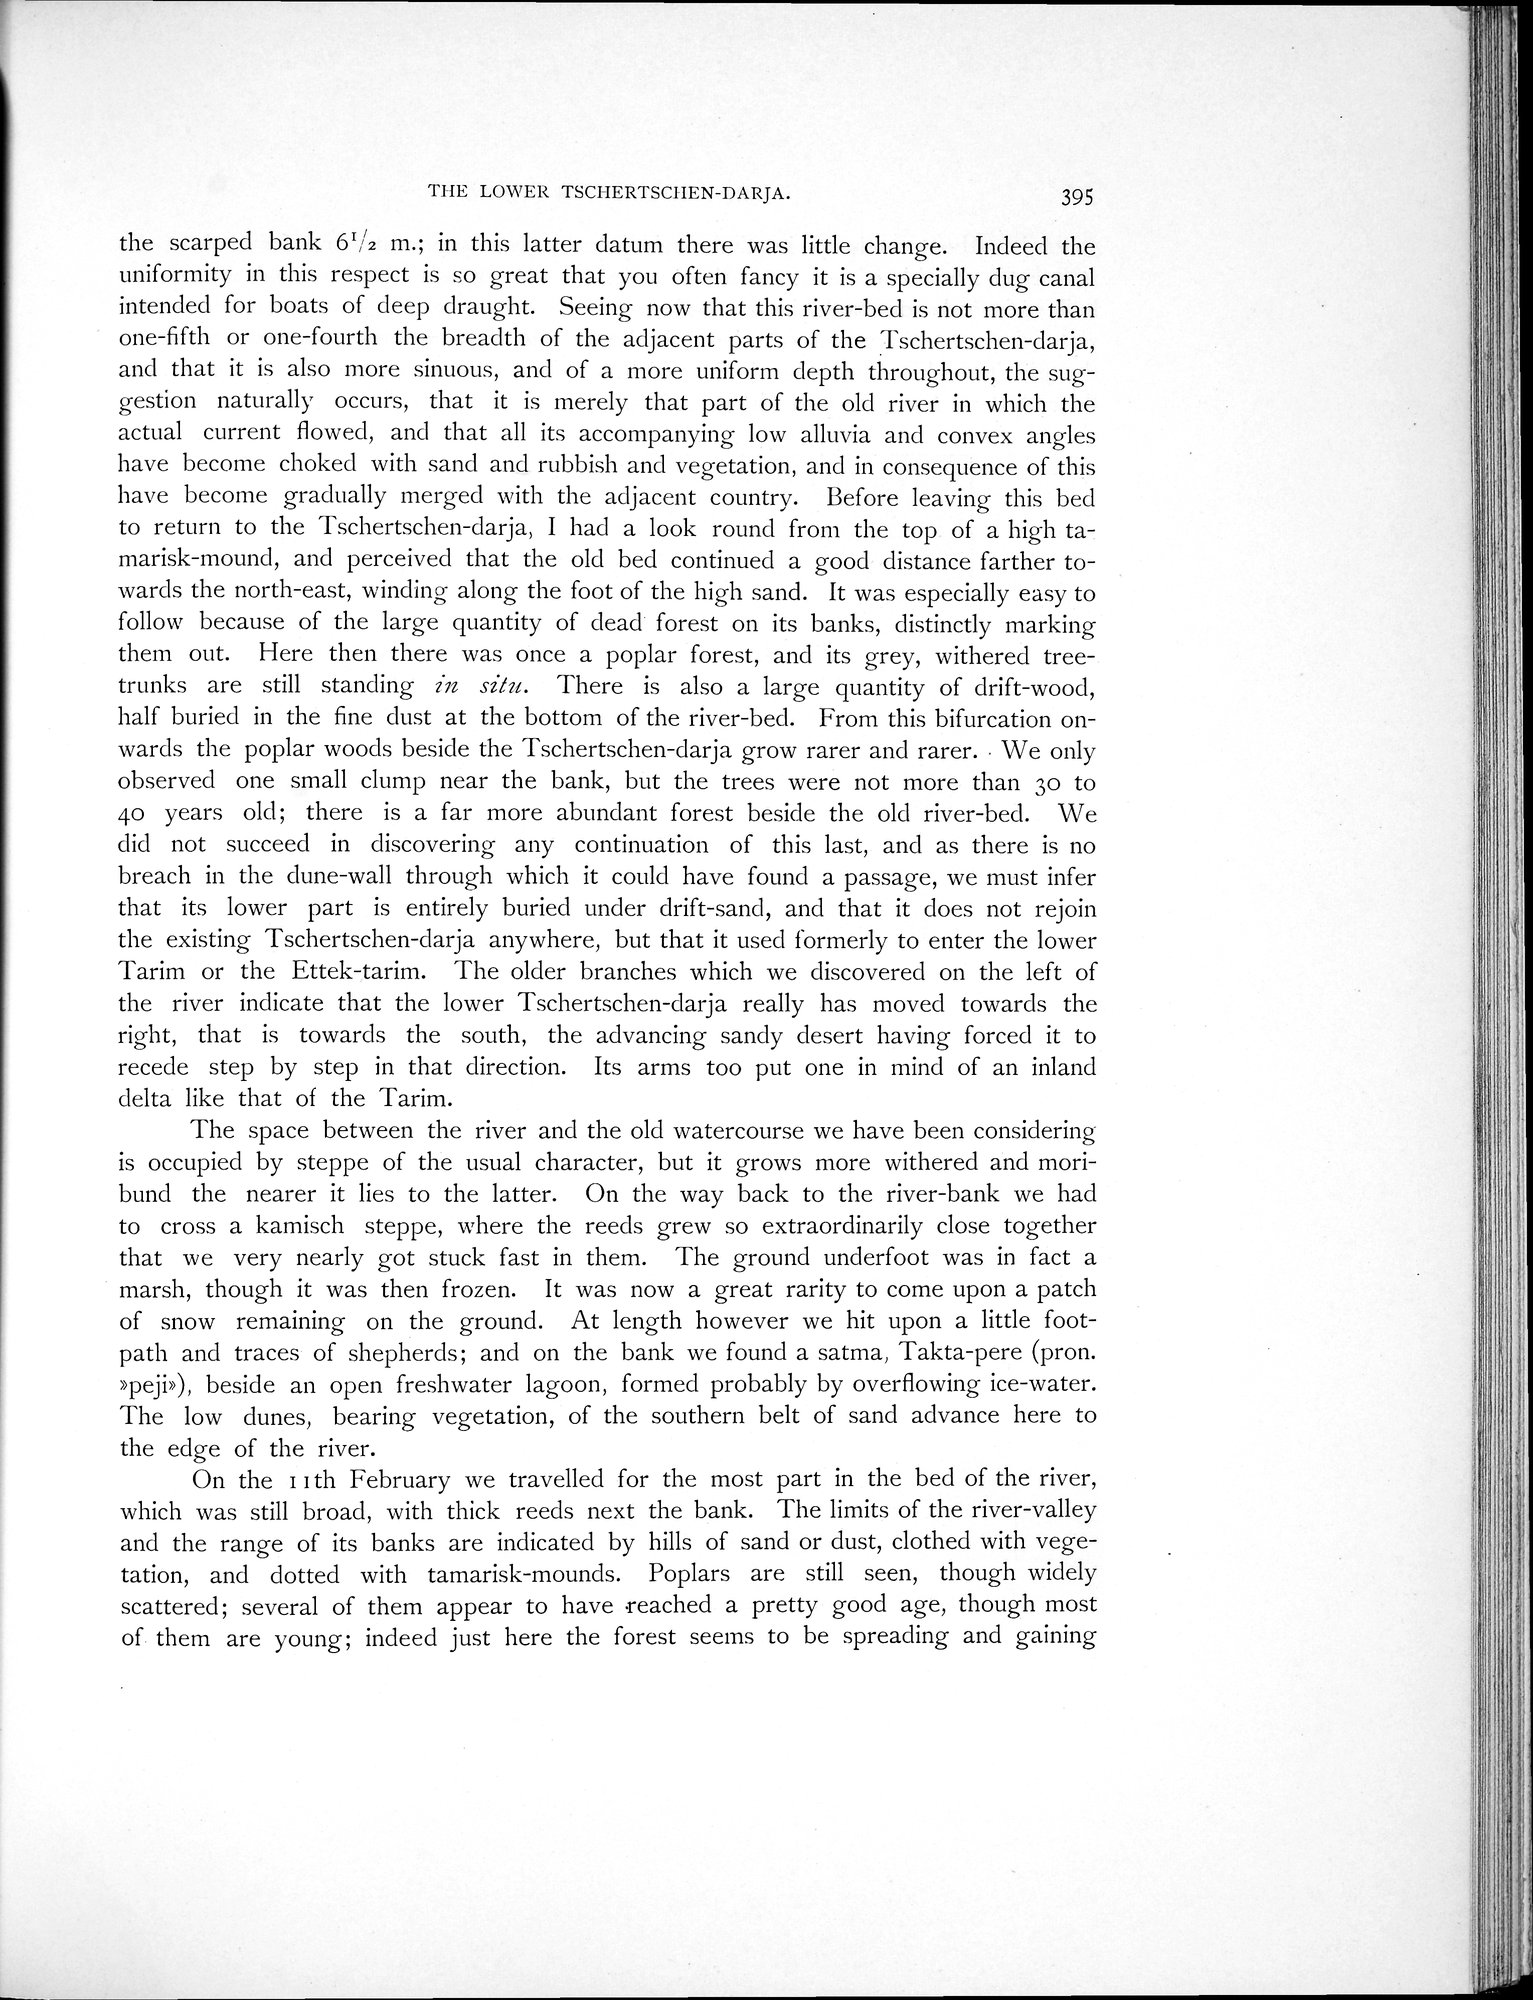 THE LOWER TSCHERTSCHEN-DARJA.
395
the scarped bank 6 1/2 m.; in this latter datum there was little change. Indeed the
uniformity in this respect is so great that you often fancy it is a specially dug canal
intended for boats of deep draught. Seeing now that this river-bed is not more than
one-fifth or one-fourth the breadth of the adjacent parts of the Tschertschen-darja,
and that it is also more sinuous, and of a more uniform depth throughout, the sug-
gestion naturally occurs, that it is merely that part of the old river in which the
actual current flowed, and that all its accompanying low alluvia and convex angles
have become choked with sand and rubbish and vegetation, and in consequence of this
have become gradually merged with the adjacent country. Before leaving this bed
to return to the Tschertschen-darja, I had a look round from the top of a high ta-
marisk-mound, and perceived that the old bed continued a good distance farther to-
wards the north-east, winding along the foot of the high sand. It was especially easy to
follow because of the large quantity of dead forest on its banks, distinctly marking
them out. Here then there was once a poplar forest, and its grey, withered tree-
trunks are still standing in situ. There is also a large quantity of drift-wood,
half buried in the fine dust at the bottom of the river-bed. From this bifurcation on-
wards the poplar woods beside the Tschertschen-darja grow rarer and rarer. We only
observed one small clump near the bank, but the trees were not more than 30 to
40 years old; there is a far more abundant forest beside the old river-bed. We
did not succeed in discovering any continuation of this last, and as there is no
breach in the dune-wall through which it could have found a passage, we must infer
that its lower part is entirely buried under drift-sand, and that it does not rejoin
the existing Tschertschen-darja anywhere, but that it used formerly to enter the lower
Tarim or the Ettek-tarim. The older branches which we discovered on the left of
the river indicate that the lower Tschertschen-darja really has moved towards the
right, that is towards the south, the advancing sandy desert having forced it to
recede step by step in that direction. Its arms too put one in mind of an inland
delta like that of the Tarim.
The space between the river and the old watercourse we have been considering
is occupied by steppe of the usual character, but it grows more withered and mori-
bund the nearer it lies to the latter. On the way back to the river-bank we had
to cross a kamisch steppe, where the reeds grew so extraordinarily close together
that we very nearly got stuck fast in them. The ground underfoot was in fact a
marsh, though it was then frozen. It was now a great rarity to come upon a patch
of snow remaining on the ground. At length however we hit upon a little foot-
path and traces of shepherds; and on the bank we found a satma, Takta-pere (pron.
»peji»), beside an open freshwater lagoon, formed probably by overflowing ice-water.
The low dunes, bearing vegetation, of the southern belt of sand advance here to
the edge of the river.
On the 11th February we travelled for the most part in the bed of the river,
which was still broad, with thick reeds next the bank. The limits of the river-valley
and the range of its banks are indicated by hills of sand or dust, clothed with vege-
tation, and dotted with tamarisk-mounds. Poplars are still seen, though widely
scattered; several of them appear to have reached a pretty good age, though most
of them are young; indeed just here the forest seems to be spreading and gaining